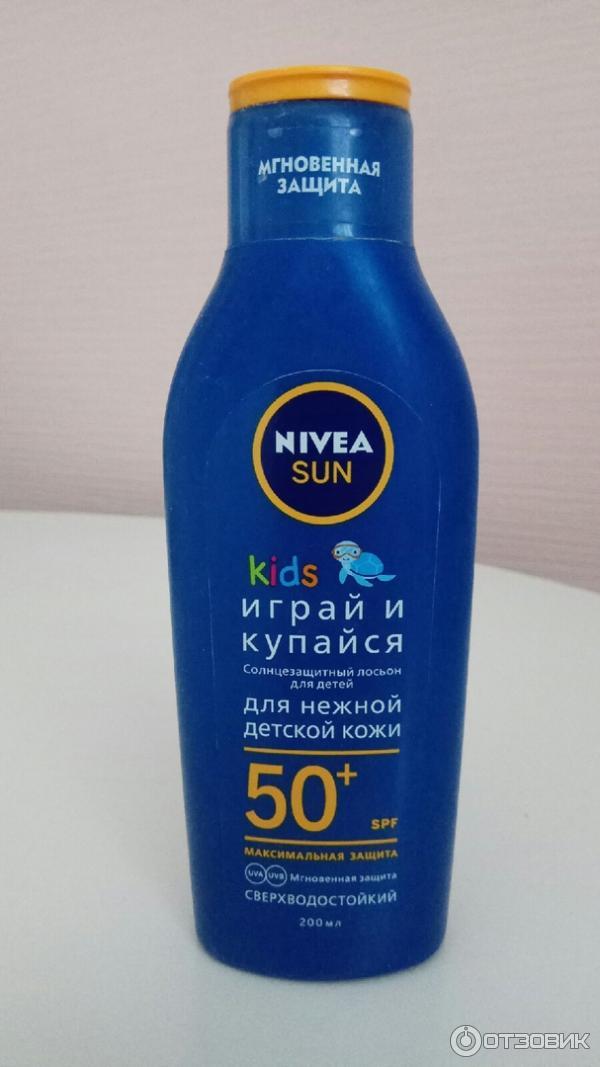 МГНОВЕННАЯ
ЗАЩИТА
NIVEA
SUN
kids
играй и
купайся
Солнцезащитный лосьон
для детей
для нежной
детской кожи
50+
SPF
МАКСИМАЛЬНАЯ ЗАЩИТА
UVA UVB Мгновенная защита
СВЕРХВОДОСТОЙКИЙ
200 мл
ОТЗОВИК